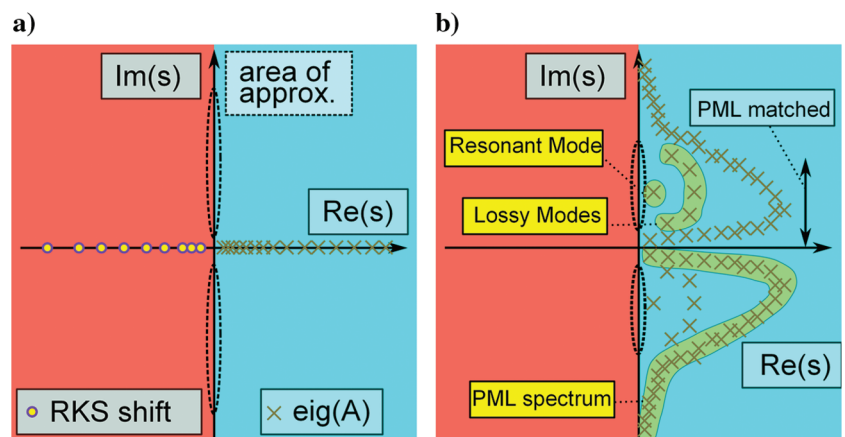 a)
Im(s)
area of
approx.
Re(s)
RKS shift
eig(A)
b)
Im(s)
PML matched
Resonant Mode
Lossy Modes
Re(s)
PML spectrum